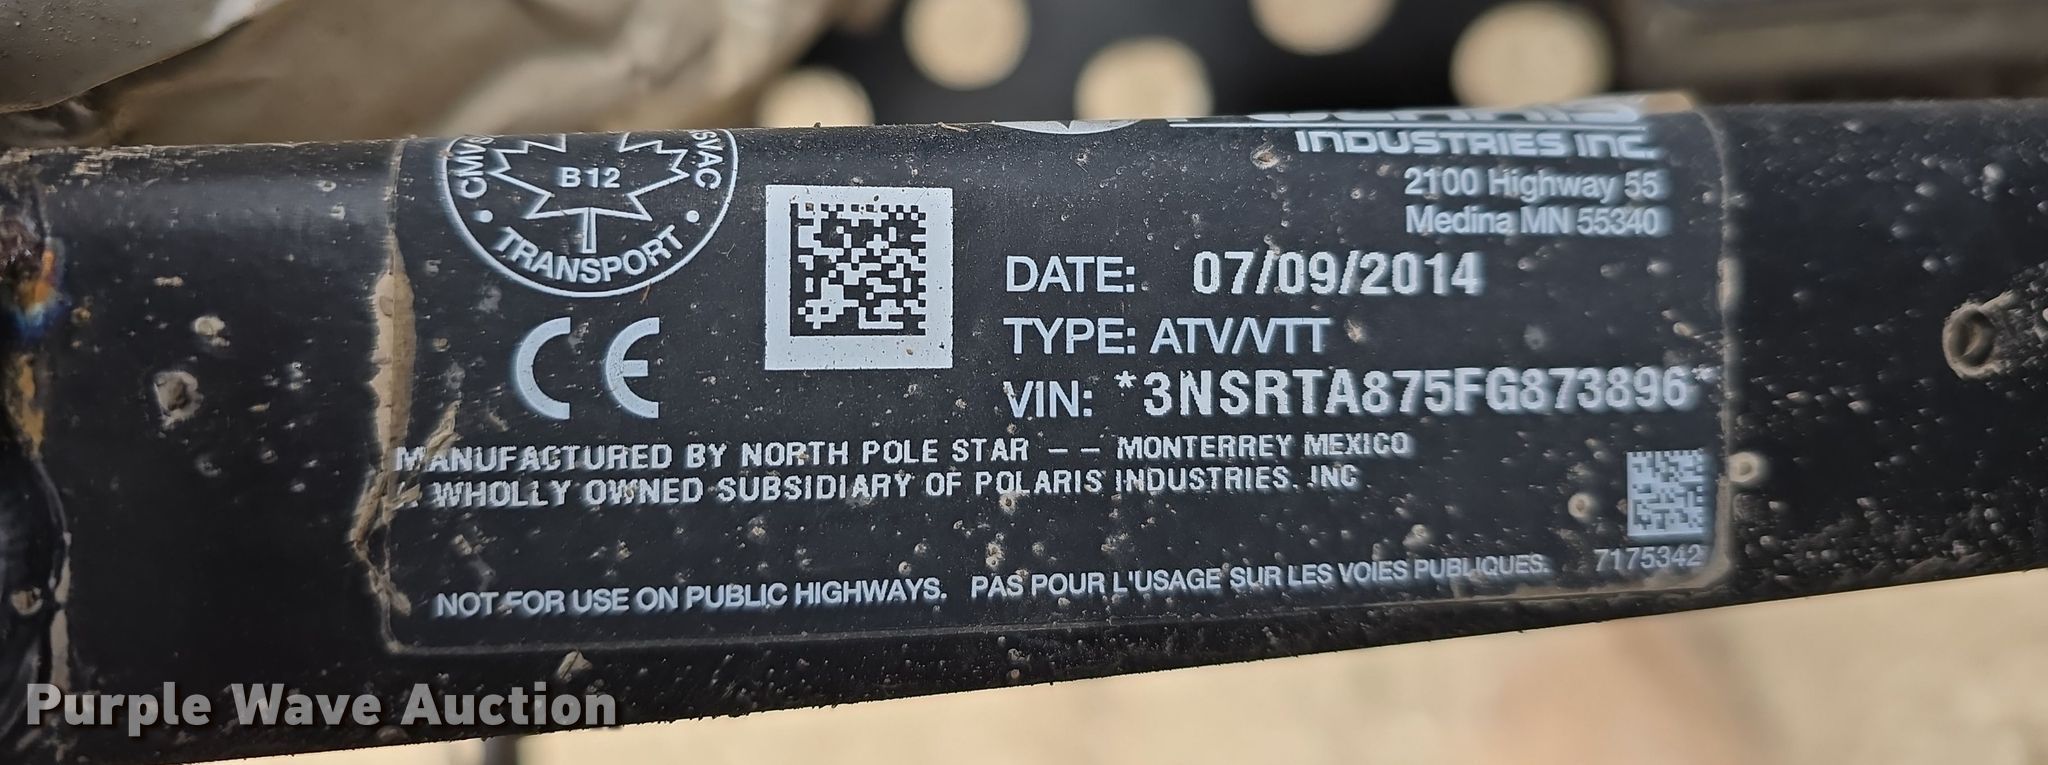 CMVS SVAC
B12
TRANSPORT
CE
INDUSTRIES INC.
2100 Highway 55
Medina MN 55340
DATE: 07/09/2014
TYPE: ATV/VTT
VIN: *3NSRTA875FG873896*
MANUFACTURED BY NORTH POLE STAR -- MONTERREY MEXICO
A WHOLLY OWNED SUBSIDIARY OF POLARIS INDUSTRIES, INC
NOT FOR USE ON PUBLIC HIGHWAYS. PAS POUR L'USAGE SUR LES VOIES PUBLIQUES. 7175342
Purple Wave Auction